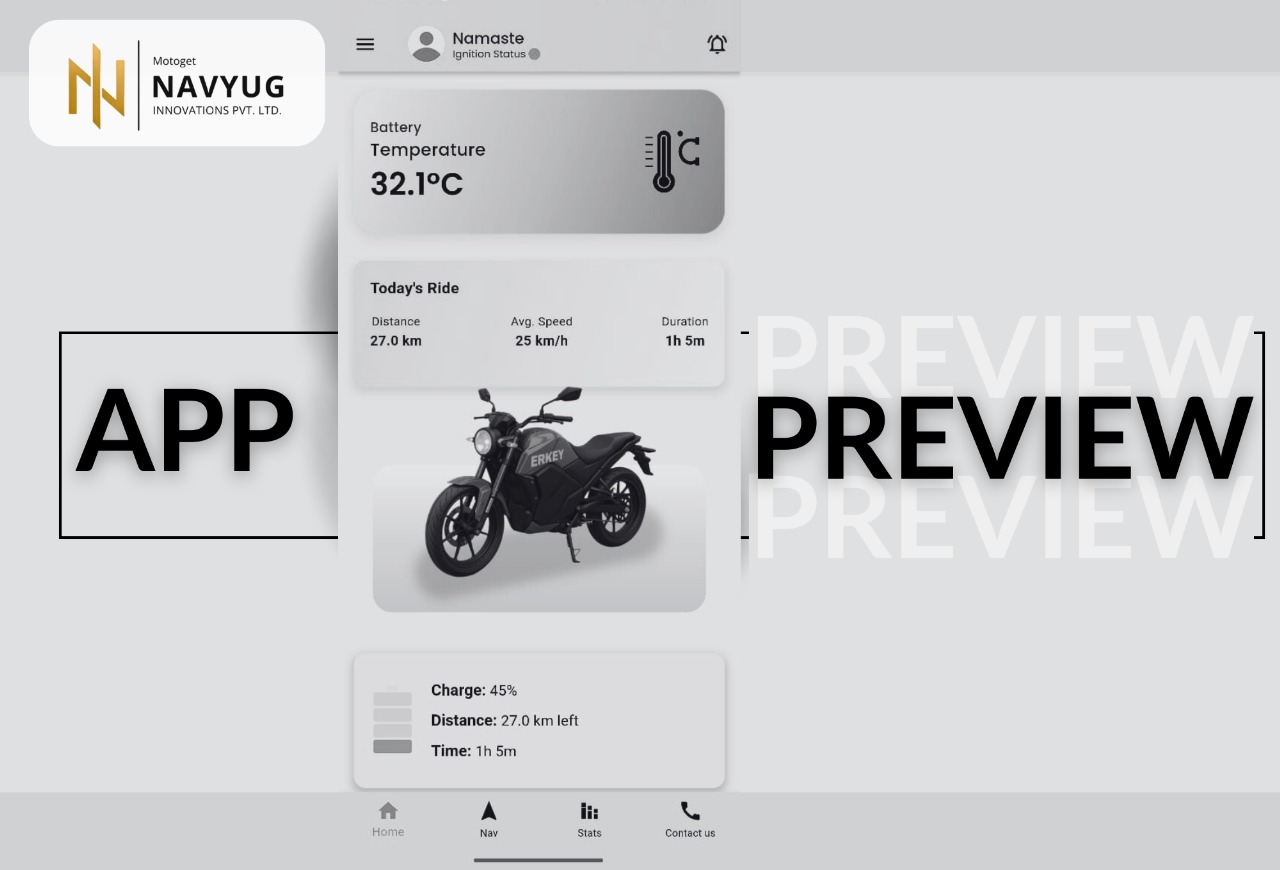 Motoget
NAVYUG
INNOVATIONS PVT. LTD.
Namaste
Ignition Status
Battery
Temperature
32.1°C
°C
Today's Ride
Distance
Avg. Speed
Duration
27.0 km
25 km/h
1h 5m
ERKEY
APP
PREVIEW
PREVIEW
PREVIEW
Charge: 45%
Distance: 27.0 km left
Time: 1h 5m
Home
Nav
Stats
Contact us